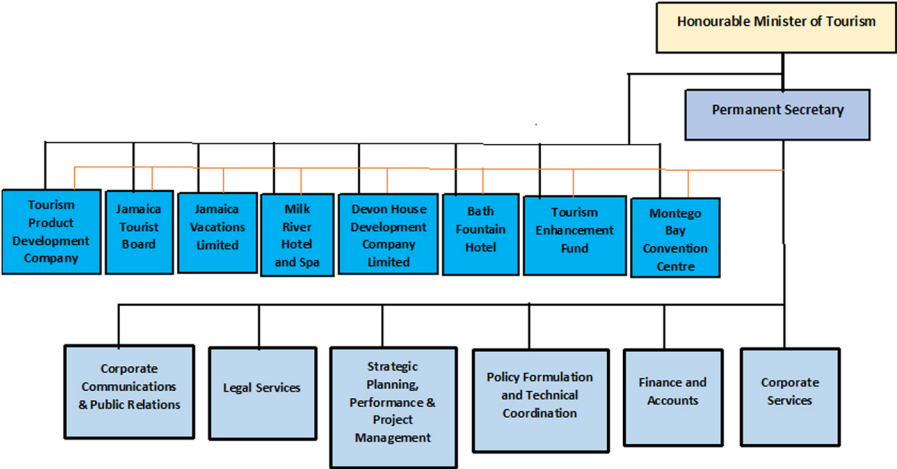 Honourable Minister of Tourism
Permanent Secretary
Tourism
Product
Development
Company
Jamaica
Tourist
Board
Jamaica
Vacations
Limited
Milk
River
Hotel
and Spa
Devon House
Development
Company
Limited
Bath
Fountain
Hotel
Tourism
Enhancement
Fund
Montego
Bay
Convention
Centre
Corporate
Communications
& Public Relations
Legal Services
Strategic
Planning,
Performance &
Project
Management
Policy Formulation
and Technical
Coordination
Finance and
Accounts
Corporate
Services